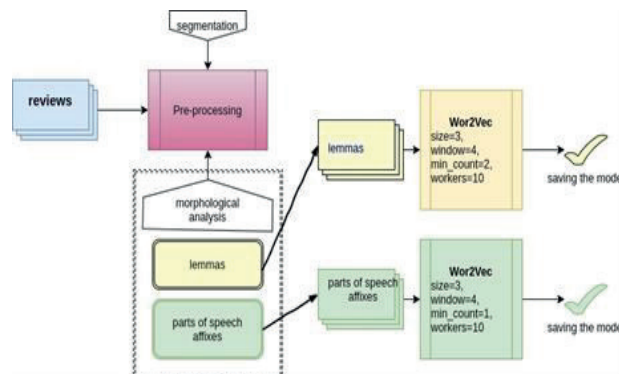 segmentation
reviews
Pre-processing
morphological
analysis
lemmas
parts of speech
affixes
lemmas
Wor2Vec
size=3,
window=4,
min_count=2,
workers=10
saving the mode
parts of speech
affixes
Wor2Vec
size=3,
window=4,
min_count=1,
workers=10
saving the mode